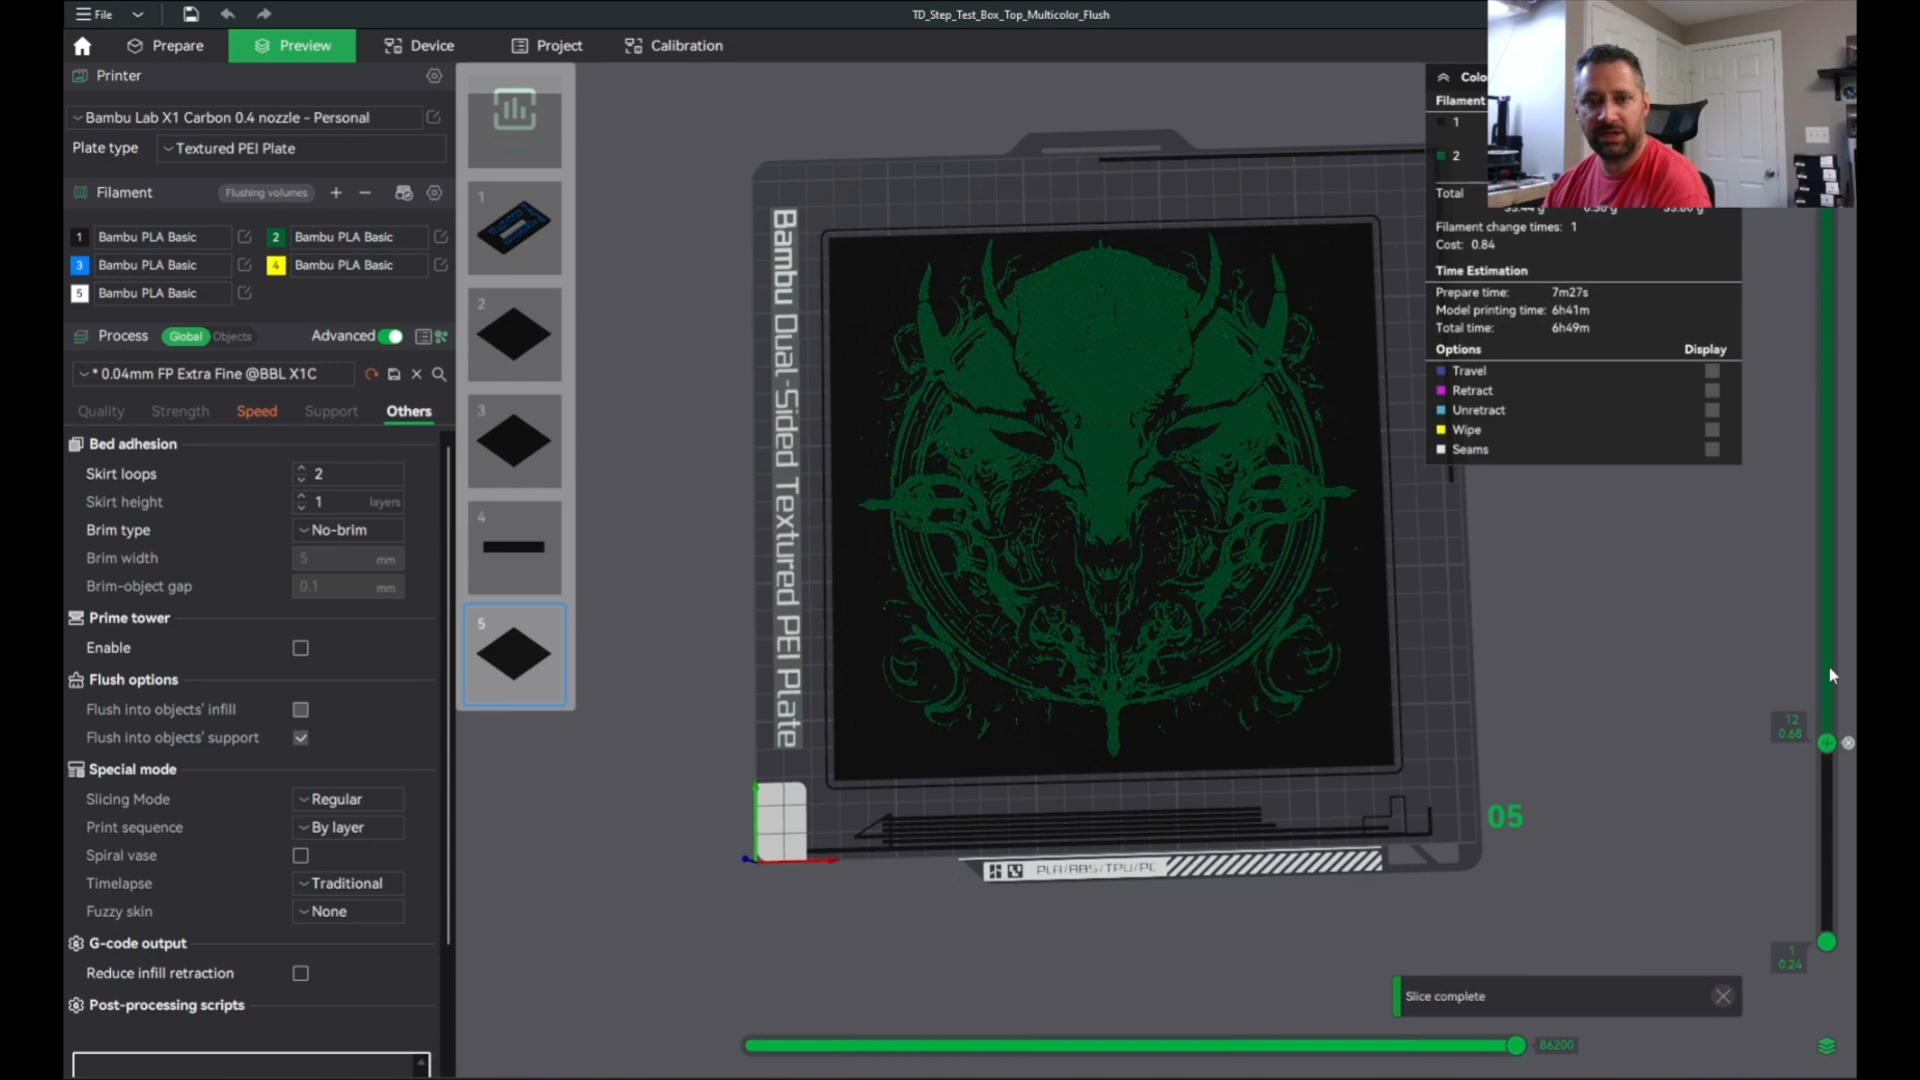 File
TD_Step_Test_Box_Top_Multicolor_Flush
Prepare
Preview
Device
Project
Calibration
Printer
Bambu Lab X1 Carbon 0.4 nozzle - Personal
Plate type
Textured PEI Plate
Filament
Flushing volumes
1 Bambu PLA Basic
2 Bambu PLA Basic
3 Bambu PLA Basic
4 Bambu PLA Basic
5 Bambu PLA Basic
Process
Global
Objects
Advanced
* 0.04mm FP Extra Fine @BBL X1C
Quality
Strength
Speed
Support
Others
Bed adhesion
Skirt loops
2
Skirt height
1 layers
Brim type
No-brim
Brim width
5 mm
Brim-object gap
0.1 mm
Prime tower
Enable
Flush options
Flush into objects' infill
Flush into objects' support
Special mode
Slicing Mode
Regular
Print sequence
By layer
Spiral vase
Timelapse
Traditional
Fuzzy skin
None
G-code output
Reduce infill retraction
Post-processing scripts
1
2
3
4
5
Bambu Dual-Sided Textured PEI Plate
PLA/ABS/TPU/PC
05
Colo
Filament
1
2
Total
Filament change times: 1
Cost: 0.84
Time Estimation
Prepare time: 7m27s
Model printing time: 6h41m
Total time: 6h49m
Options
Display
Travel
Retract
Unretract
Wipe
Seams
12
0.68
1
0.24
Slice complete
86200